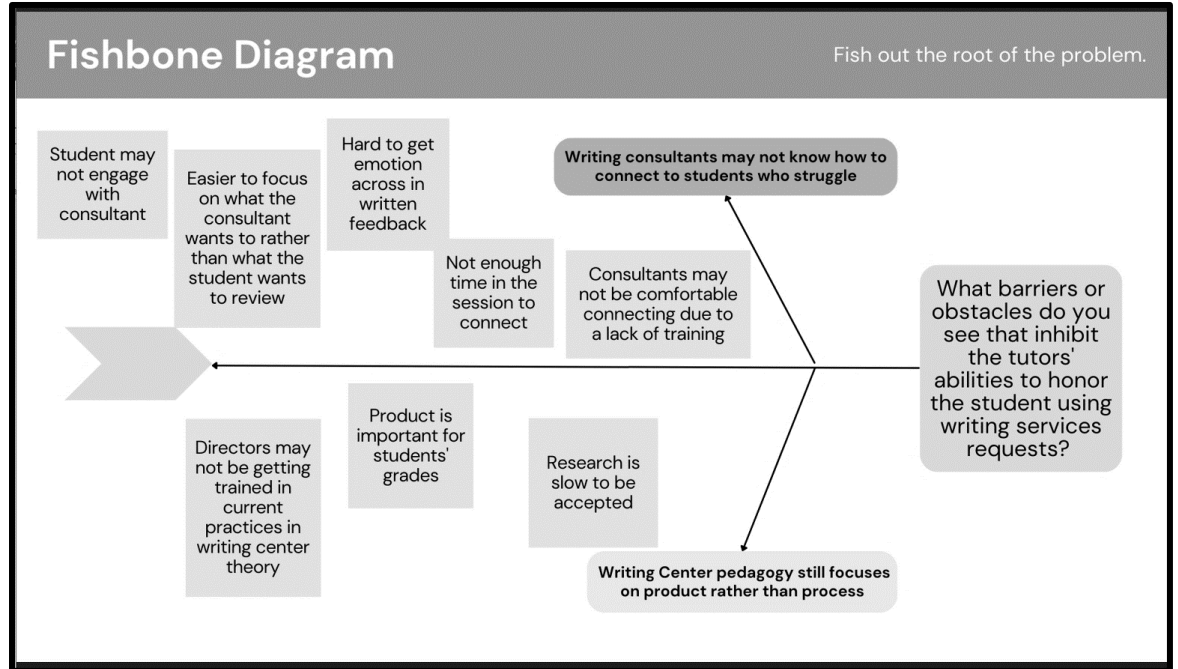 Fishbone Diagram
Fish out the root of the problem.
Student may
not engage
with
consultant
Easier to focus
on what the
consultant
wants to rather
than what the
student wants
to review
Hard to get
emotion
across in
written
feedback
Not enough
time in the
session to
connect
Consultants may
not be comfortable
connecting due to
a lack of training
Writing consultants may not know how to
connect to students who struggle
What barriers or
obstacles do you
see that inhibit
the tutors'
abilities to honor
the student using
writing services
requests?
Directors may
not be getting
trained in
current
practices in
writing center
theory
Product is
important for
students'
grades
Research is
slow to be
accepted
Writing Center pedagogy still focuses
on product rather than process